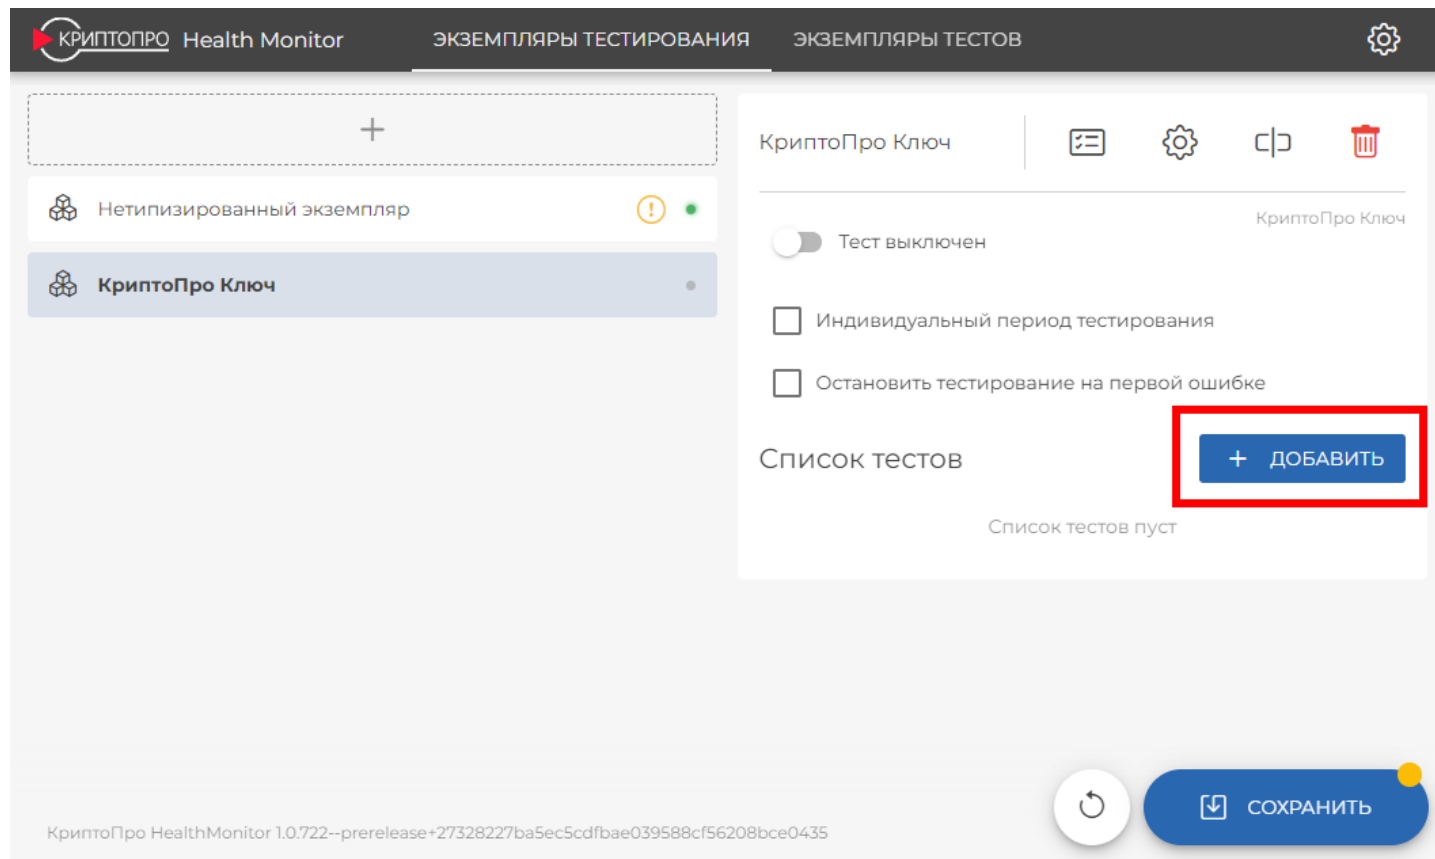 КРИПТОПРО Health Monitor ЭКЗЕМПЛЯРЫ ТЕСТИРОВАНИЯ ЭКЗЕМПЛЯРЫ ТЕСТОВ
Нетипизированный экземпляр
КриптоПро Ключ
КриптоПро Ключ
КриптоПро Ключ
Тест выключен
Индивидуальный период тестирования
Остановить тестирование на первой ошибке
Список тестов
+ ДОБАВИТЬ
Список тестов пуст
СОХРАНИТЬ
КриптоПро HealthMonitor 1.0.722--prerelease+27328227ba5ec5cdfbae039588cf56208bce0435